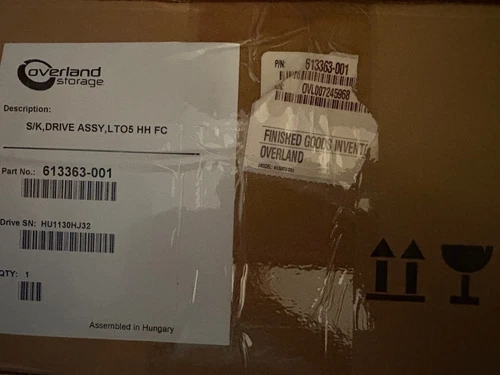 overland
storage
Description:
S/K,DRIVE ASSY,LTO5 HH FC
Part No.: 613363-001
Drive SN: HU1130HJ32
QTY: 1
Assembled in Hungary
P/N: 613363-001
OVL007245968
FINISHED GOODS INVENT
OVERLAND